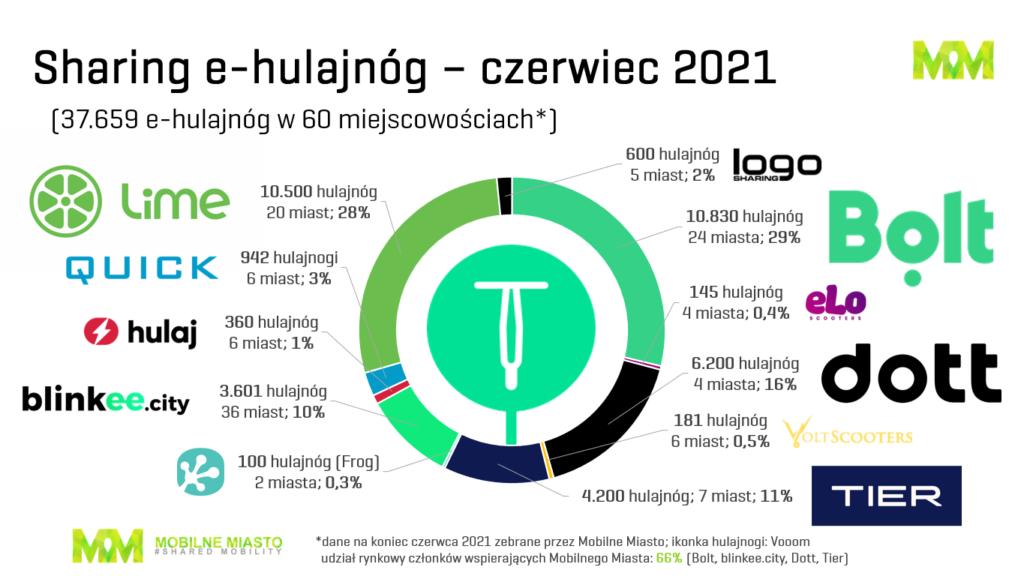 Sharing e-hulajnóg – czerwiec 2021
MM
(37.659 e-hulajnóg w 60 miejscowościach*)
600 hulajnóg
5 miast; 2%
logo
SHARING
Lime
10.500 hulajnóg
20 miast; 28%
10.830 hulajnóg
24 miasta; 29%
Bolt
QUICK
942 hulajnogi
6 miast; 3%
145 hulajnóg
4 miasta; 0,4%
eLO
SCOOTERS
hulaj
360 hulajnóg
6 miast; 1%
6.200 hulajnóg
4 miasta; 16%
dott
blinkee.city
3.601 hulajnóg
36 miast; 10%
181 hulajnóg
6 miast; 0,5%
VOLTSCOOTERS
100 hulajnóg (Frog)
2 miasta; 0,3%
4.200 hulajnóg; 7 miast; 11%
TIER
MM
MOBILNE MIASTO
#SHARED MOBILITY
*dane na koniec czerwca 2021 zebrane przez Mobilne Miasto; ikonka hulajnogi: Vooom
udział rynkowy członków wspierających Mobilnego Miasta: 66% (Bolt, blinkee.city, Dott, Tier)